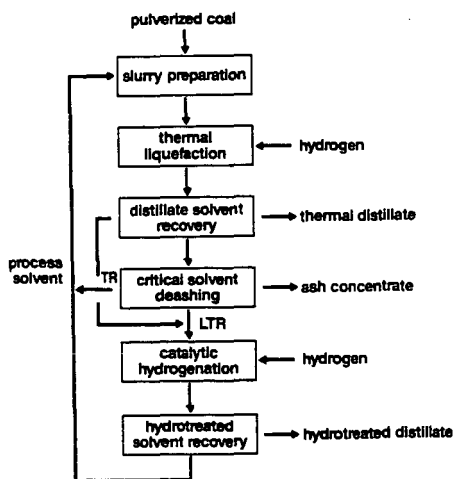 pulverized coal
slurry preparation
thermal
liquefaction
hydrogen
distillate solvent
recovery
thermal distillate
process
solvent
TR
critical solvent
deashing
ash concentrate
LTR
catalytic
hydrogenation
hydrogen
hydrotreated
solvent recovery
hydrotreated distillate